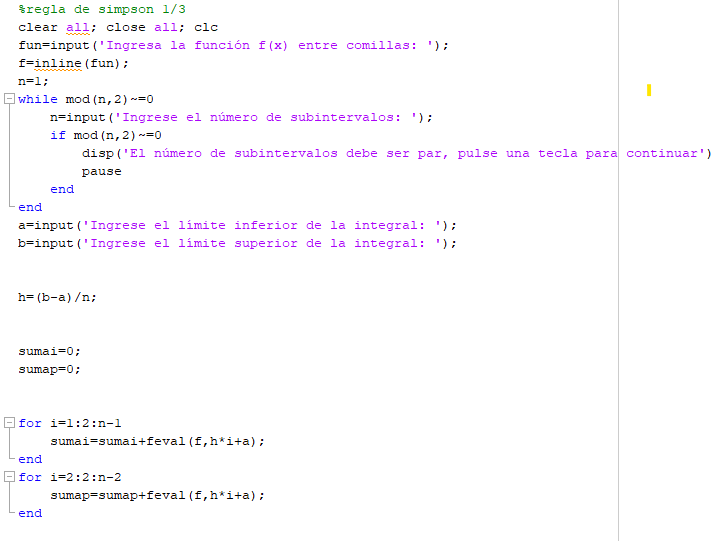 %regla de simpson 1/3
clear all; close all; clc
fun=input('Ingresa la función f(x) entre comillas: ');
f=inline(fun);
n=1;
while mod(n,2)~=0
    n=input('Ingrese el número de subintervalos: ');
    if mod(n,2)~=0
        disp('El número de subintervalos debe ser par, pulse una tecla para continuar')
        pause
    end
end
a=input('Ingrese el límite inferior de la integral: ');
b=input('Ingrese el límite superior de la integral: ');
h=(b-a)/n;
sumai=0;
sumap=0;
for i=1:2:n-1
    sumai=sumai+feval(f,h*i+a);
end
for i=2:2:n-2
    sumap=sumap+feval(f,h*i+a);
end